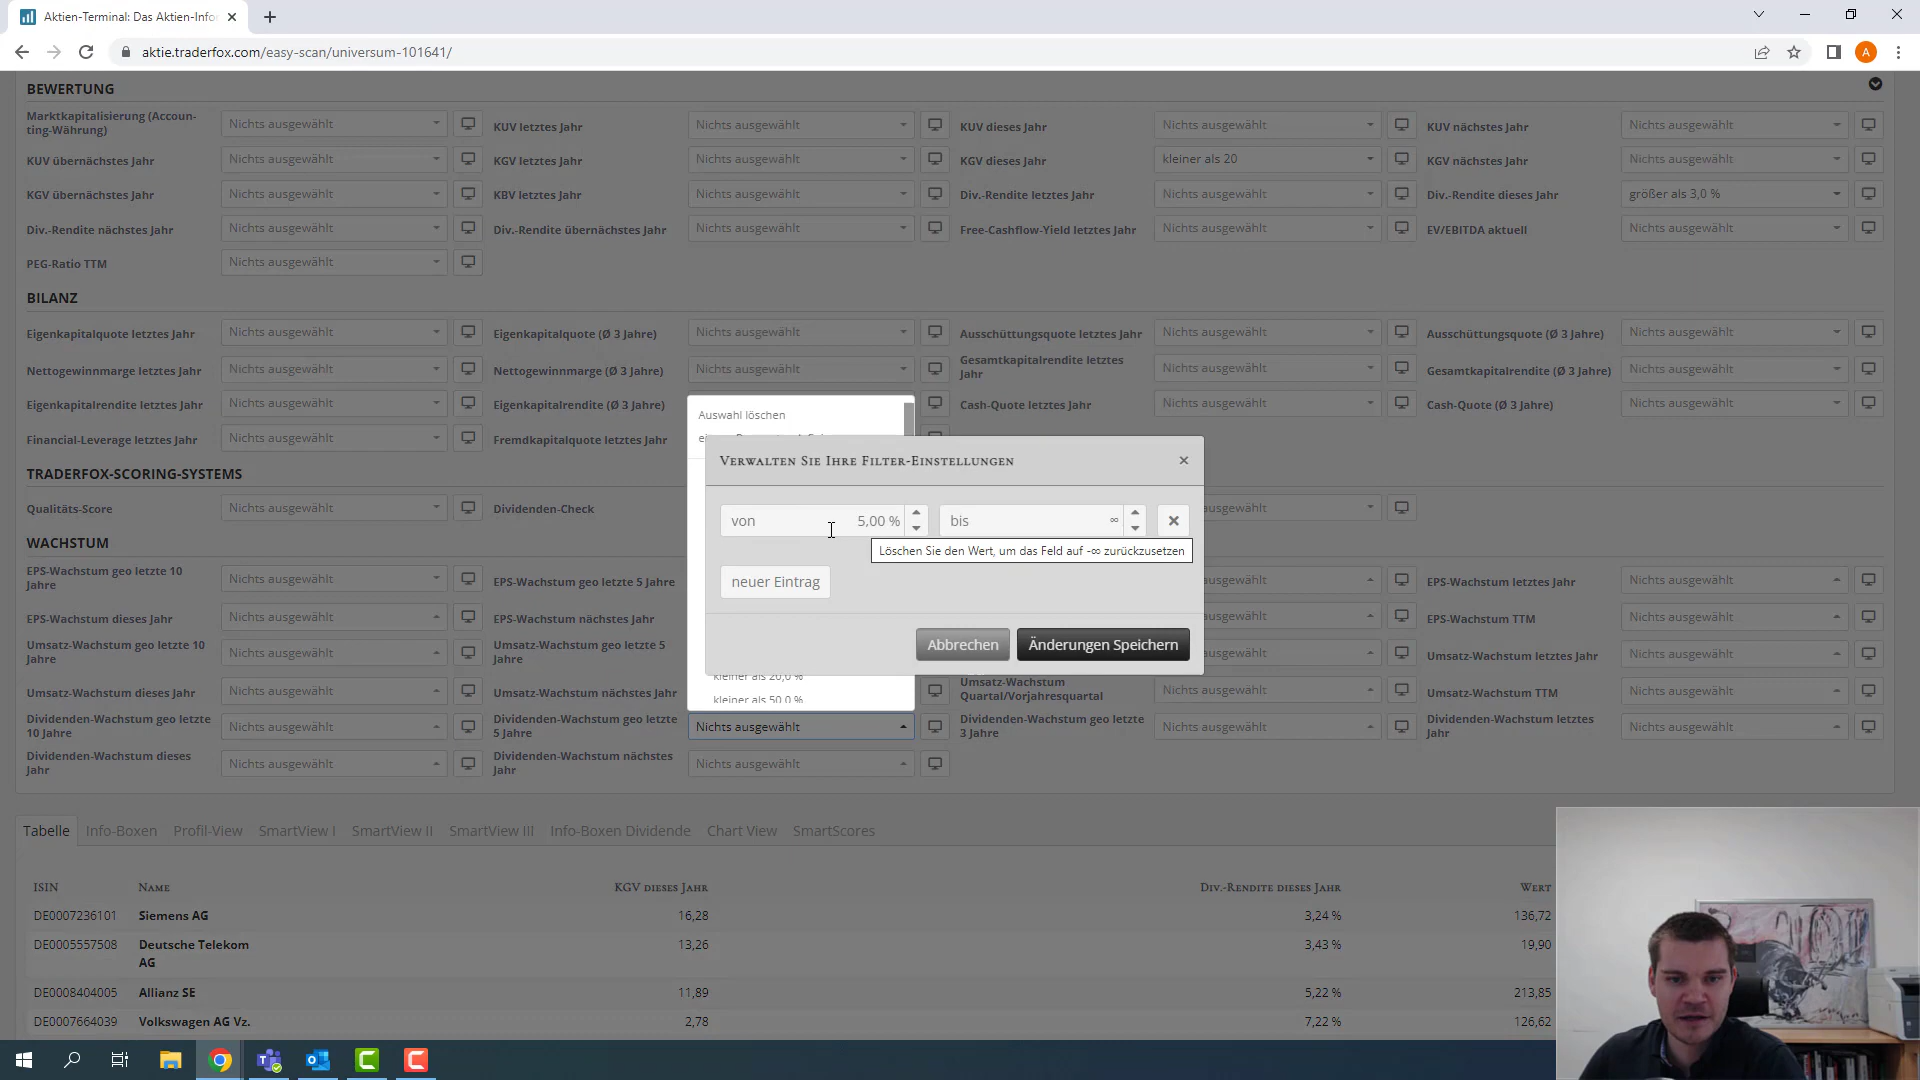 Aktien-Terminal: Das Aktien-Info
aktie.traderfox.com/easy-scan/universum-101641/
A
BEWERTUNG
Marktkapitalisierung (Accoun-
ting-Währung)
Nichts ausgewählt
KUV letztes Jahr
Nichts ausgewählt
KUV dieses Jahr
Nichts ausgewählt
KUV nächstes Jahr
Nichts ausgewählt
KUV übernächstes Jahr
Nichts ausgewählt
KGV letztes Jahr
Nichts ausgewählt
KGV dieses Jahr
kleiner als 20
KGV nächstes Jahr
Nichts ausgewählt
KGV übernächstes Jahr
Nichts ausgewählt
KBV letztes Jahr
Nichts ausgewählt
Div.-Rendite letztes Jahr
Nichts ausgewählt
Div.-Rendite dieses Jahr
größer als 3,0 %
Div.-Rendite nächstes Jahr
Nichts ausgewählt
Div.-Rendite übernächstes Jahr
Nichts ausgewählt
Free-Cashflow-Yield letztes Jahr
Nichts ausgewählt
EV/EBITDA aktuell
Nichts ausgewählt
PEG-Ratio TTM
Nichts ausgewählt
BILANZ
Eigenkapitalquote letztes Jahr
Nichts ausgewählt
Eigenkapitalquote (Ø 3 Jahre)
Nichts ausgewählt
Ausschüttungsquote letztes Jahr
Nichts ausgewählt
Ausschüttungsquote (Ø 3 Jahre)
Nichts ausgewählt
Nettogewinnmarge letztes Jahr
Nichts ausgewählt
Nettogewinnmarge (Ø 3 Jahre)
Nichts ausgewählt
Gesamtkapitalrendite letztes
Jahr
Nichts ausgewählt
Gesamtkapitalrendite (Ø 3 Jahre)
Nichts ausgewählt
Eigenkapitalrendite letztes Jahr
Nichts ausgewählt
Eigenkapitalrendite (Ø 3 Jahre)
Cash-Quote letztes Jahr
Nichts ausgewählt
Cash-Quote (Ø 3 Jahre)
Nichts ausgewählt
Financial-Leverage letztes Jahr
Nichts ausgewählt
Fremdkapitalquote letztes Jahr
Auswahl löschen
VERWALTEN SIE IHRE FILTER-EINSTELLUNGEN
von 5,00 %
bis ∞
Löschen Sie den Wert, um das Feld auf -∞ zurückzusetzen
neuer Eintrag
Abbrechen
Änderungen Speichern
kleiner als 20,0 %
kleiner als 50,0 %
TRADERFOX-SCORING-SYSTEMS
Qualitäts-Score
Nichts ausgewählt
Dividenden-Check
ausgewählt
WACHSTUM
EPS-Wachstum geo letzte 10
Jahre
Nichts ausgewählt
EPS-Wachstum geo letzte 5 Jahre
ausgewählt
EPS-Wachstum letztes Jahr
Nichts ausgewählt
EPS-Wachstum dieses Jahr
Nichts ausgewählt
EPS-Wachstum nächstes Jahr
ausgewählt
EPS-Wachstum TTM
Nichts ausgewählt
Umsatz-Wachstum geo letzte 10
Jahre
Nichts ausgewählt
Umsatz-Wachstum geo letzte 5
Jahre
ausgewählt
Umsatz-Wachstum letztes Jahr
Nichts ausgewählt
Umsatz-Wachstum dieses Jahr
Nichts ausgewählt
Umsatz-Wachstum nächstes Jahr
Umsatz-Wachstum
Quartal/Vorjahresquartal
Nichts ausgewählt
Umsatz-Wachstum TTM
Nichts ausgewählt
Dividenden-Wachstum geo letzte
10 Jahre
Nichts ausgewählt
Dividenden-Wachstum geo letzte
5 Jahre
Nichts ausgewählt
Dividenden-Wachstum geo letzte
3 Jahre
Nichts ausgewählt
Dividenden-Wachstum letztes
Jahr
Nichts ausgewählt
Dividenden-Wachstum dieses
Jahr
Nichts ausgewählt
Dividenden-Wachstum nächstes
Jahr
Nichts ausgewählt
Tabelle Info-Boxen Profil-View SmartView I SmartView II SmartView III Info-Boxen Dividende Chart View SmartScores
ISIN NAME KGV DIESES JAHR DIV.-RENDITE DIESES JAHR WERT
DE0007236101 Siemens AG 16,28 3,24 % 136,72
DE0005557508 Deutsche Telekom
AG 13,26 3,43 % 19,90
DE0008404005 Allianz SE 11,89 5,22 % 213,85
DE0007664039 Volkswagen AG Vz. 2,78 7,22 % 126,62